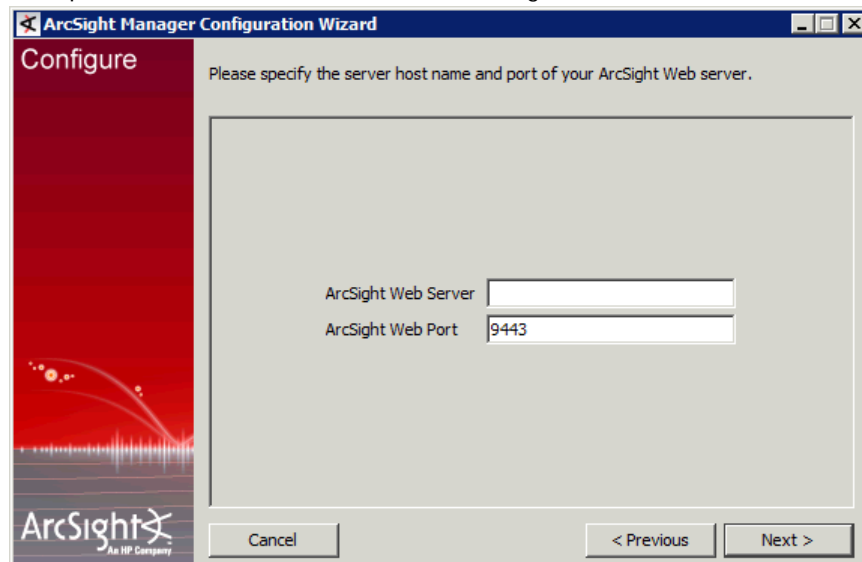 ArcSight Manager Configuration Wizard
Configure
Please specify the server host name and port of your ArcSight Web server.
ArcSight Web Server
ArcSight Web Port 9443
ArcSight
An HP Company
Cancel < Previous Next >